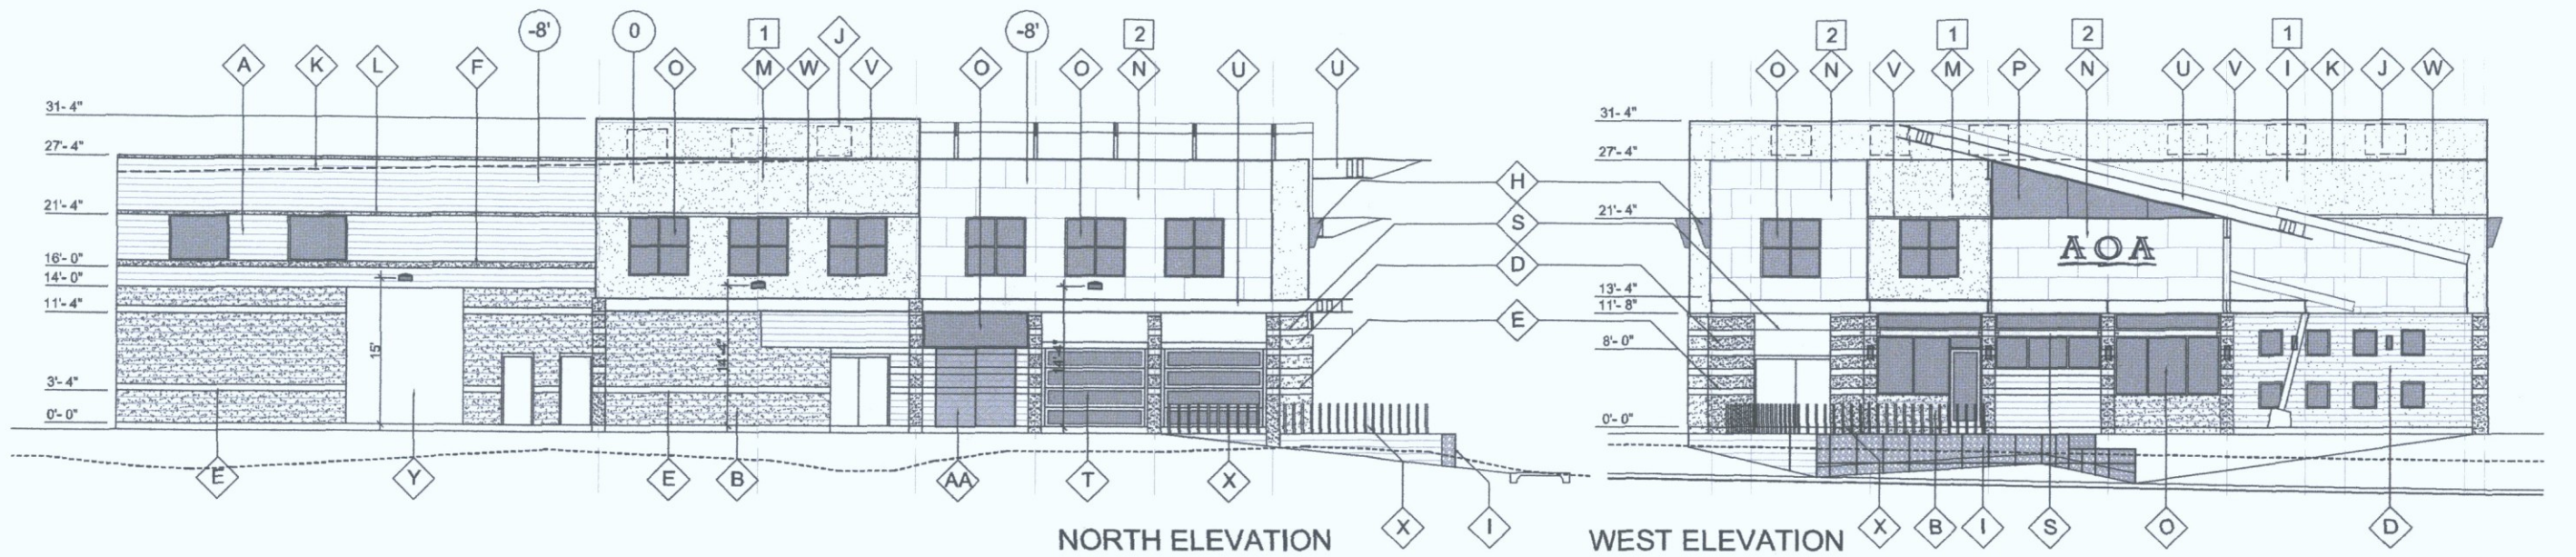 -8' 0 1 -8' 2 2 1 2 1
J
A K L F O M W V O O N U U O N V M P N U V I K J W
31'- 4" 31'- 4"
27'- 4" 27'- 4"
H
21'- 4" S 21'- 4"
AOA
16'- 0" D
14'- 0" 13'- 4"
11'- 4" E 11'- 8"
15' 14'-4" 14'-4" 8'- 0"
3'- 4"
0'- 0" 0'- 0"
E Y E B AA T X
X I X B I S O D
NORTH ELEVATION WEST ELEVATION